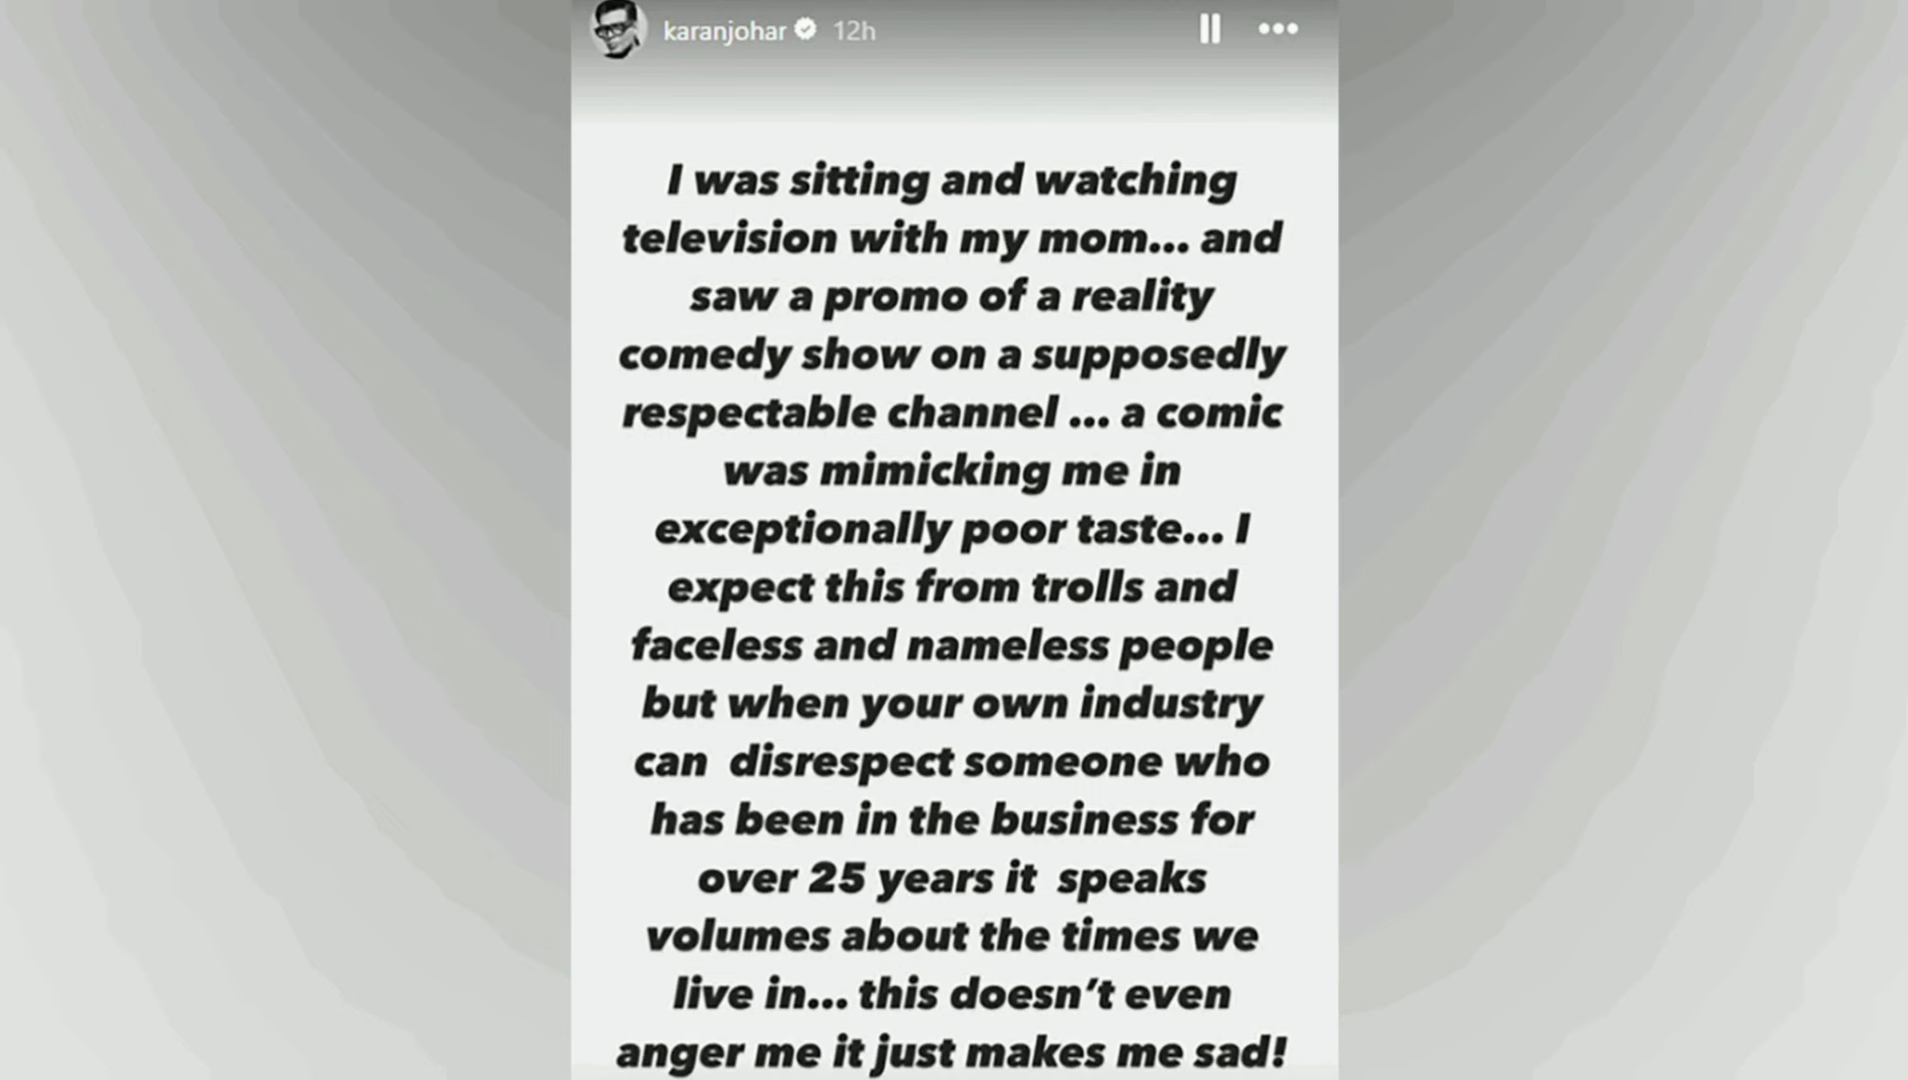 karanjohar 12h
I was sitting and watching
television with my mom... and
saw a promo of a reality
comedy show on a supposedly
respectable channel ... a comic
was mimicking me in
exceptionally poor taste... I
expect this from trolls and
faceless and nameless people
but when your own industry
can disrespect someone who
has been in the business for
over 25 years it speaks
volumes about the times we
live in... this doesn't even
anger me it just makes me sad!